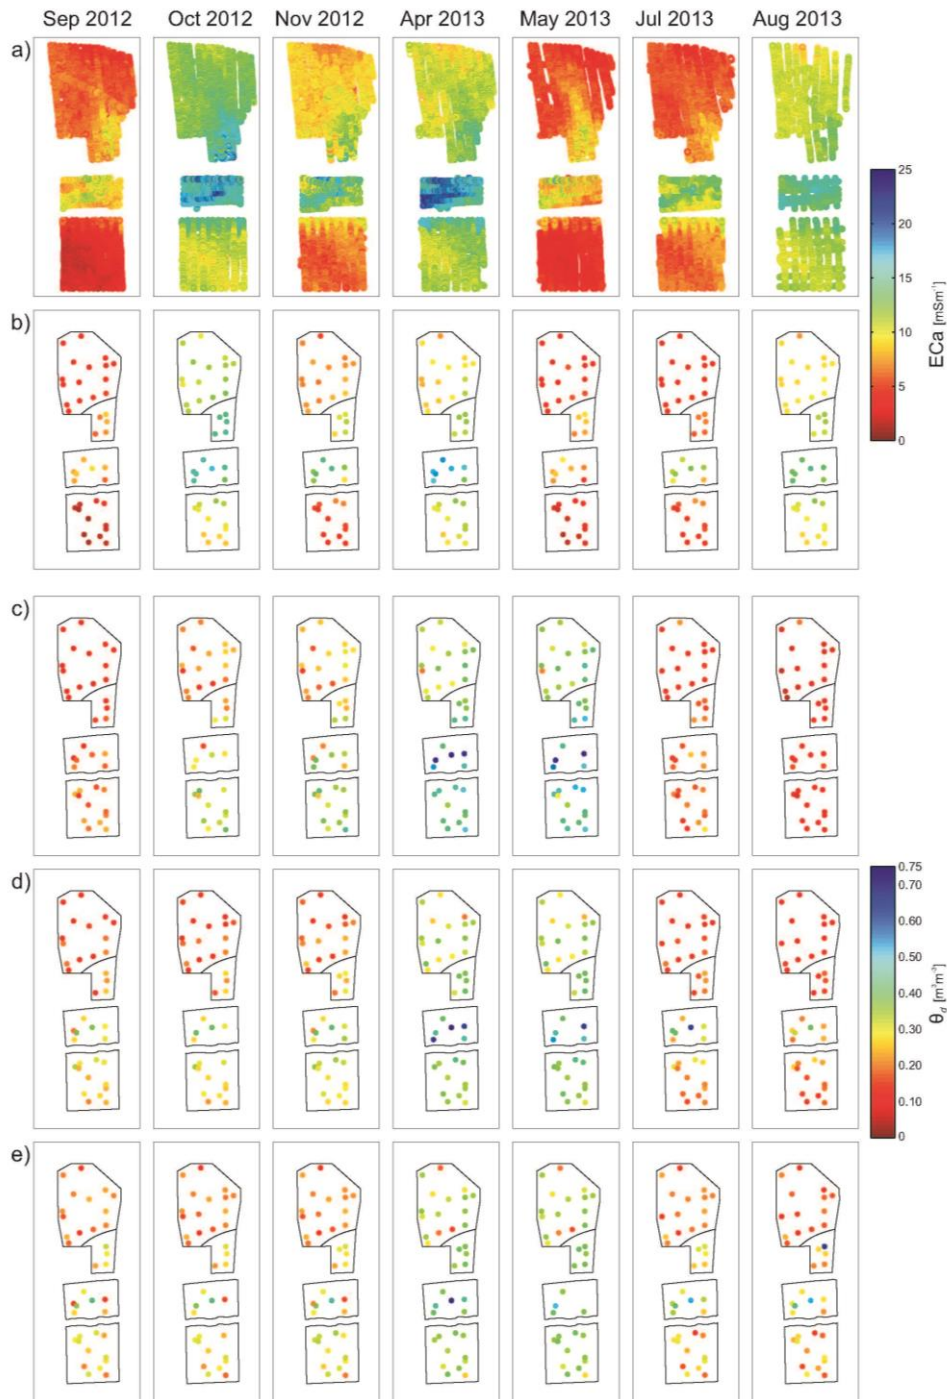 Sep 2012 Oct 2012 Nov 2012 Apr 2013 May 2013 Jul 2013 Aug 2013
a)
25
20
15
10
5
0
ECa [mSm⁻¹]
b)
c)
d)
0.75
0.70
0.60
0.50
0.40
0.30
0.20
0.10
0
θd [m³m⁻³]
e)